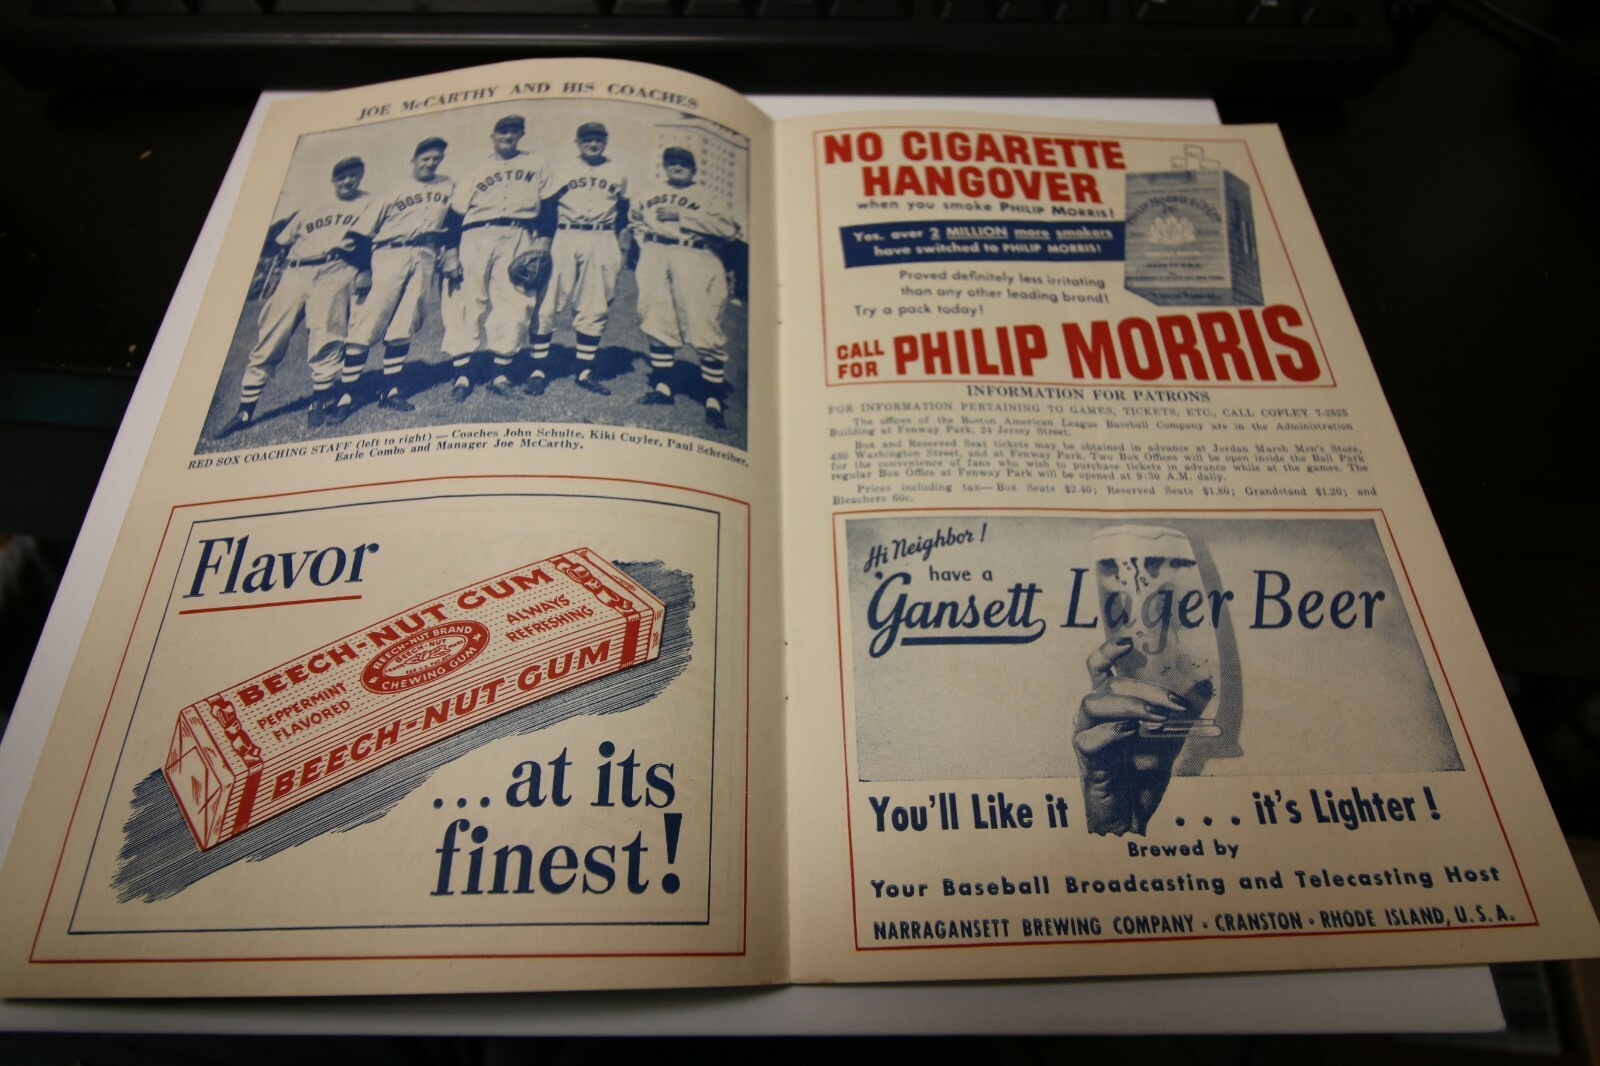 JOE McCARTHY AND HIS COACHES
BOSTON
BOSTON
BOSTON
BOSTON
BOSTON
RED SOX COACHING STAFF (left to right) — Coaches John Schulte, Kiki Cuyler, Paul Schreiber,
Earle Combs and Manager Joe McCarthy.
Flavor
BEECH-NUT GUM
ALWAYS
REFRESHING
BEECH-NUT BRAND
BEECH-NUT
CHEWING GUM
PEPPERMINT
FLAVORED
BEECH-NUT GUM
...at its
finest!
NO CIGARETTE
HANGOVER
when you smoke PHILIP MORRIS!
Yes, over 2 MILLION more smokers
have switched to PHILIP MORRIS!
Proved definitely less irritating
than any other leading brand!
Try a pack today!
PHILIP MORRIS & CO. LTD
CALL
FOR PHILIP MORRIS
INFORMATION FOR PATRONS
FOR INFORMATION PERTAINING TO GAMES, TICKETS, ETC., CALL COPLEY 7-2525
The offices of the Boston American League Baseball Company are in the Administration
Building at Fenway Park, 24 Jersey Street.
Box and Reserved Seat tickets may be obtained in advance at Jordan Marsh Men's Store,
450 Washington Street, and at Fenway Park. Two Box Offices will be open inside the Ball Park
for the convenience of fans who wish to purchase tickets in advance while at the games. The
regular Box Office at Fenway Park will be opened at 9:30 A.M. daily.
Prices including tax—Box Seats $2.40; Reserved Seats $1.80; Grandstand $1.20; and
Bleachers 60c.
Hi Neighbor!
have a
'Gansett Lager Beer
You'll Like it . . . it's Lighter!
Brewed by
Your Baseball Broadcasting and Telecasting Host
NARRAGANSETT BREWING COMPANY • CRANSTON • RHODE ISLAND, U.S.A.